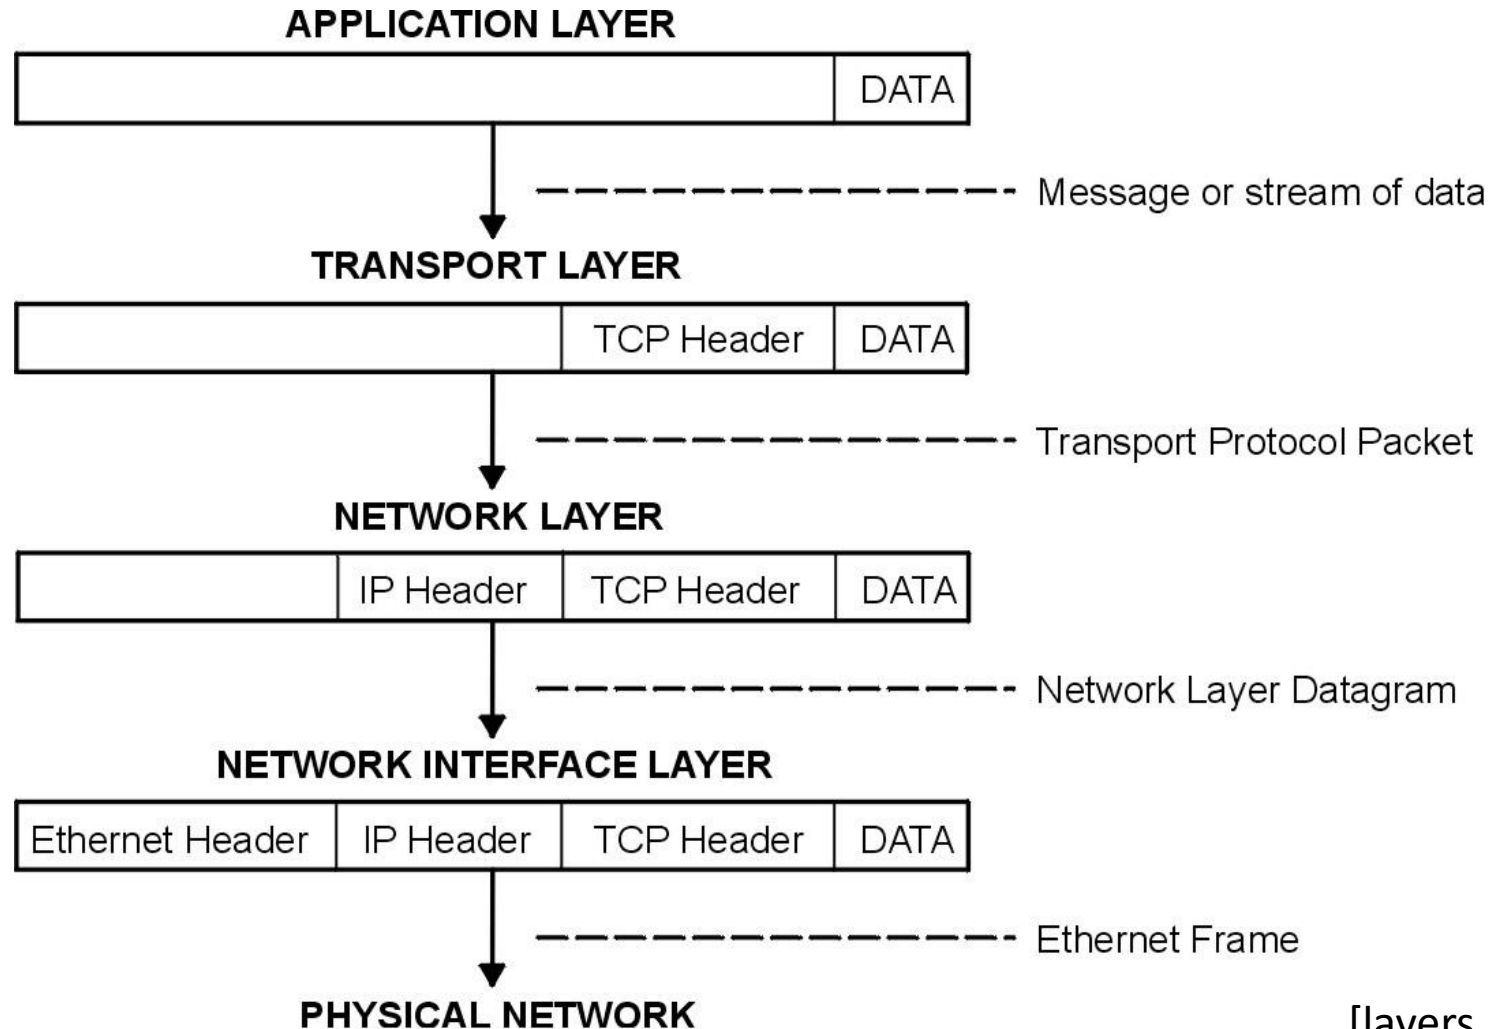 APPLICATION LAYER
DATA
Message or stream of data
TRANSPORT LAYER
TCP Header DATA
Transport Protocol Packet
NETWORK LAYER
IP Header TCP Header DATA
Network Layer Datagram
NETWORK INTERFACE LAYER
Ethernet Header IP Header TCP Header DATA
Ethernet Frame
PHYSICAL NETWORK
[layers